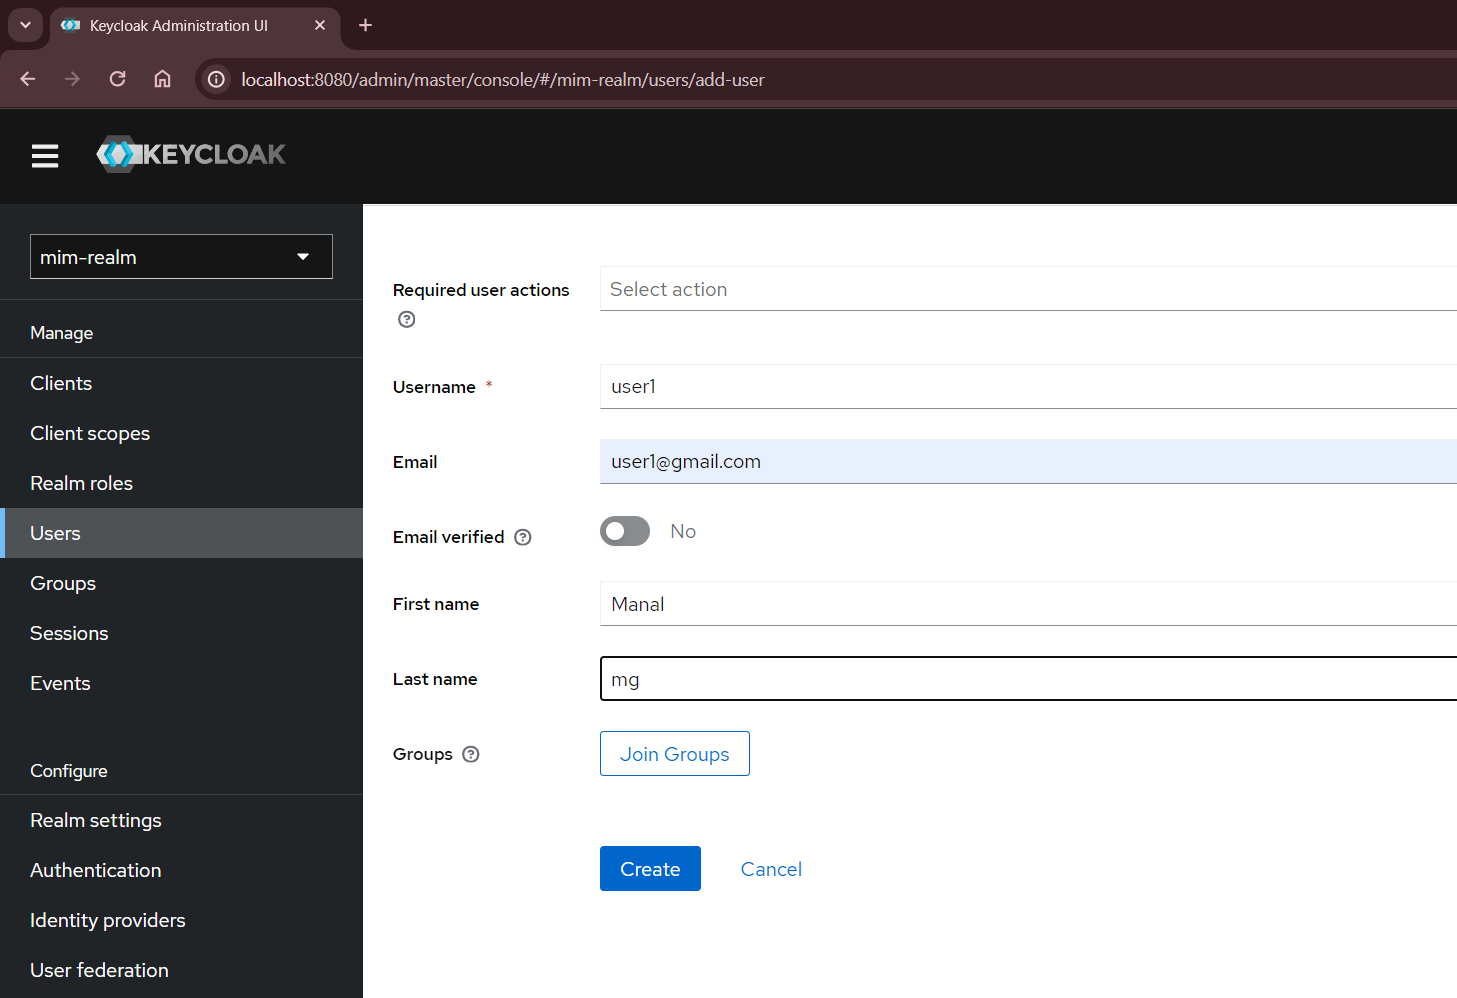 Keycloak Administration UI
localhost:8080/admin/master/console/#/mim-realm/users/add-user
KEYCLOAK
mim-realm
Manage
Clients
Client scopes
Realm roles
Users
Groups
Sessions
Events
Configure
Realm settings
Authentication
Identity providers
User federation
Required user actions
Select action
Username *
user1
Email
user1@gmail.com
Email verified
No
First name
Manal
Last name
mg
Groups
Join Groups
Create
Cancel